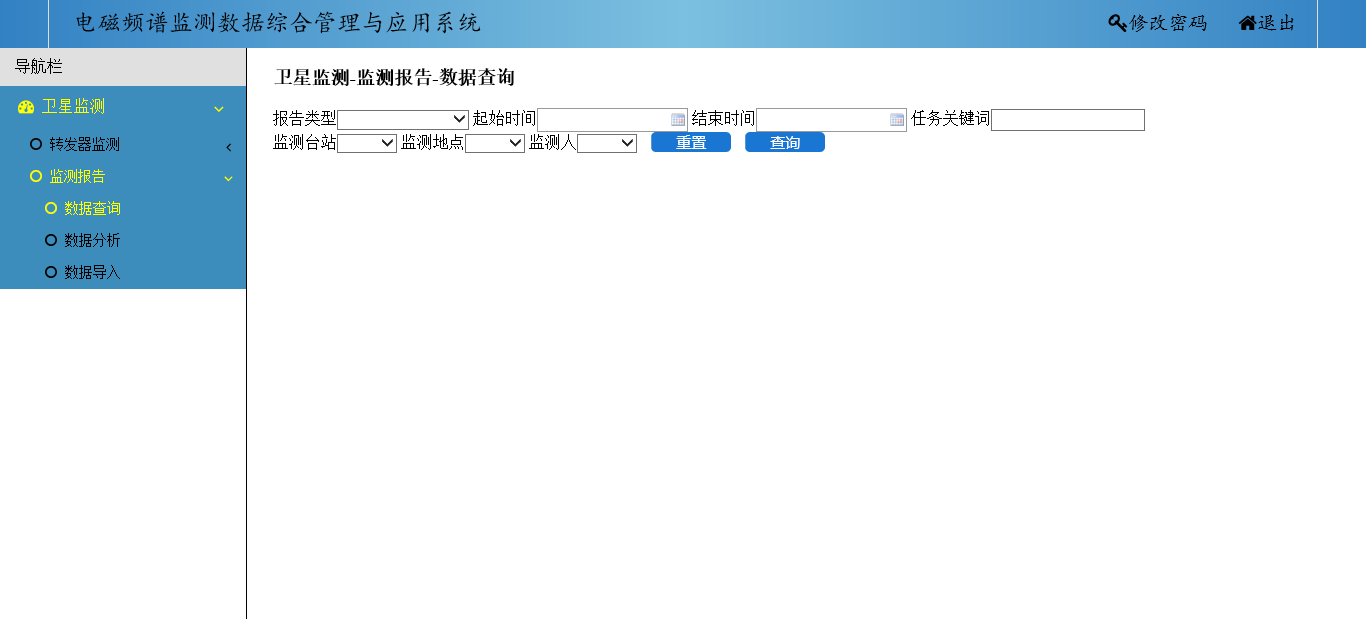 电磁频谱监测数据综合管理与应用系统 修改密码 退出
导航栏
卫星监测
转发器监测
监测报告
数据查询
数据分析
数据导入
卫星监测-监测报告-数据查询
报告类型 起始时间 结束时间 任务关键词
监测台站 监测地点 监测人 重置 查询